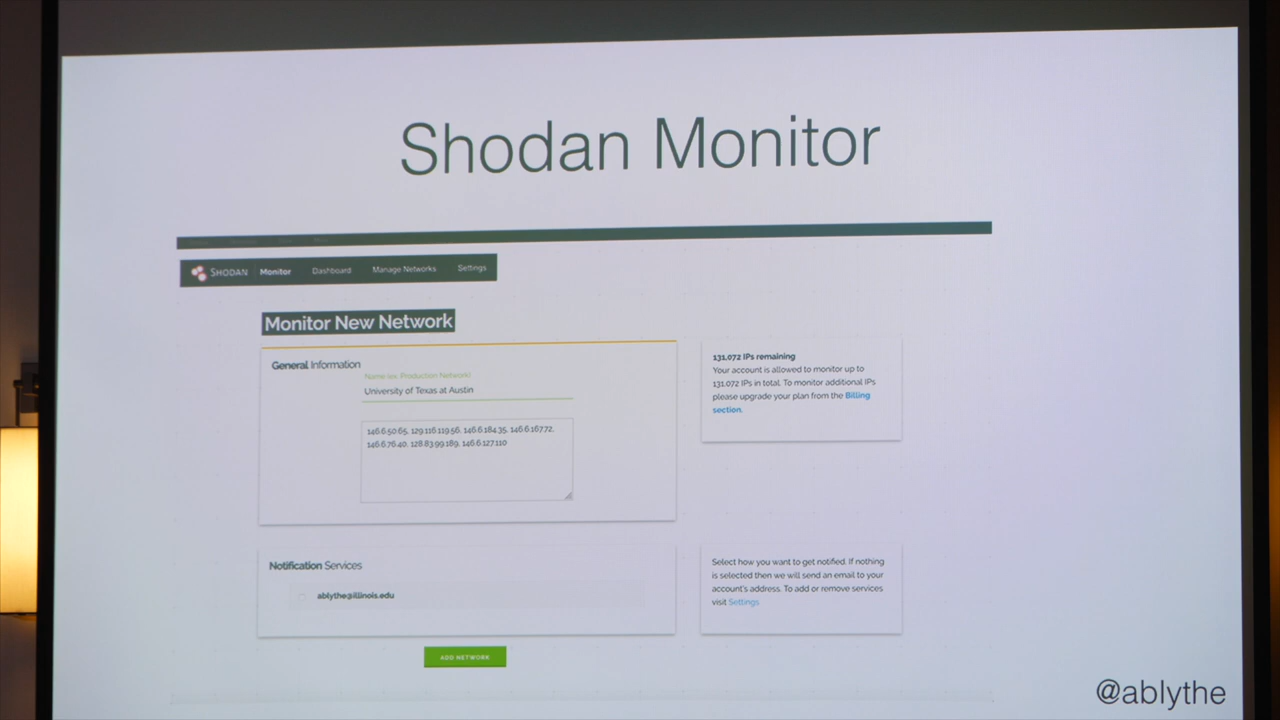 Shodan Monitor
SHODAN Monitor Dashboard Manage Networks Settings
Monitor New Network
General Information
Name (ex. Production Network)
University of Texas at Austin
146.6.50.65, 129.116.119.56, 146.6.184.35, 146.6.167.72,
146.6.76.40, 128.83.99.189, 146.6.127.110
131,072 IPs remaining
Your account is allowed to monitor up to
131,072 IPs in total. To monitor additional IPs
please upgrade your plan from the Billing
section.
Notification Services
ablythe@illinois.edu
Select how you want to get notified. If nothing
is selected then we will send an email to your
account's address. To add or remove services
visit Settings
ADD NETWORK
@ablythe